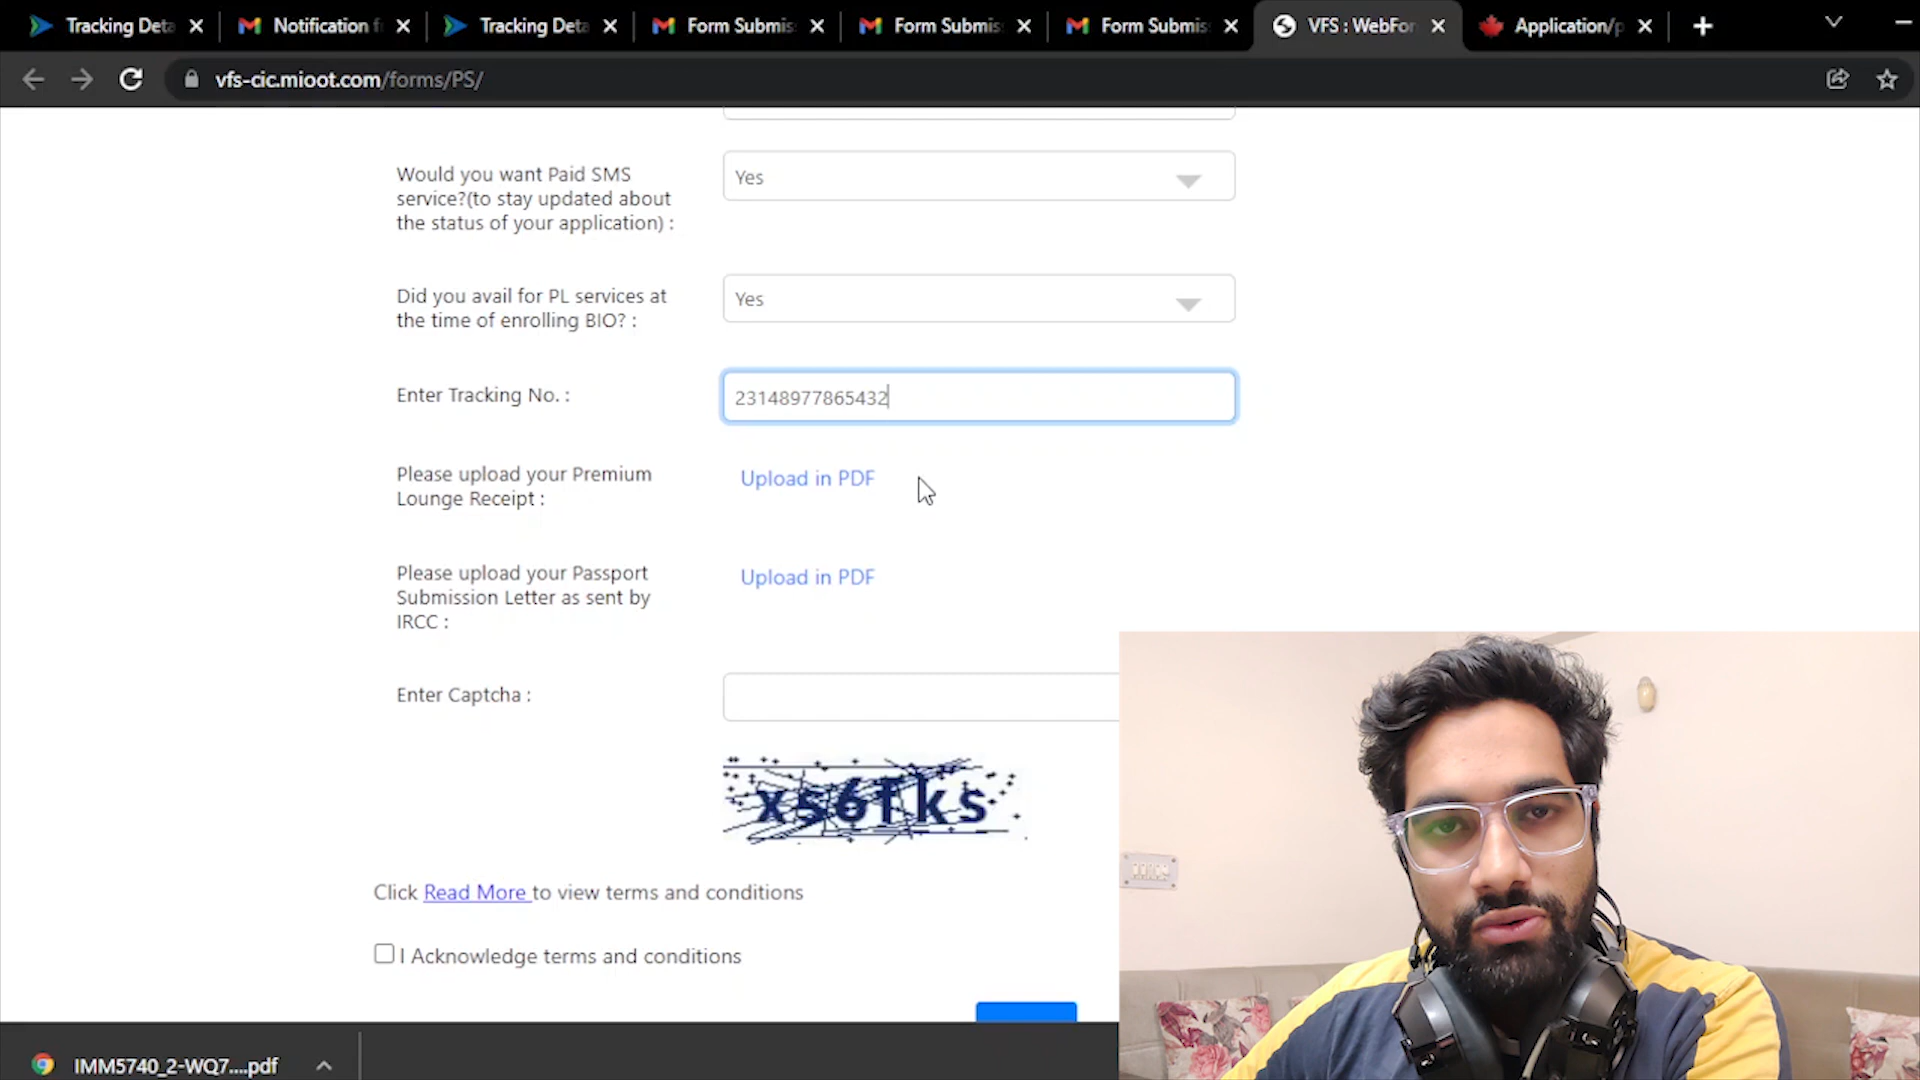 Tracking Deta
Notification f
Tracking Deta
Form Submis
Form Submis
Form Submis
VFS : WebFor
Application/p
vfs-cic.mioot.com/forms/PS/
Would you want Paid SMS
service?(to stay updated about
the status of your application) :
Yes
Did you avail for PL services at
the time of enrolling BIO? :
Yes
Enter Tracking No. :
23148977865432
Please upload your Premium
Lounge Receipt :
Upload in PDF
Please upload your Passport
Submission Letter as sent by
IRCC :
Upload in PDF
Enter Captcha :
Click Read More to view terms and conditions
I Acknowledge terms and conditions
IMM5740_2-WQ7....pdf